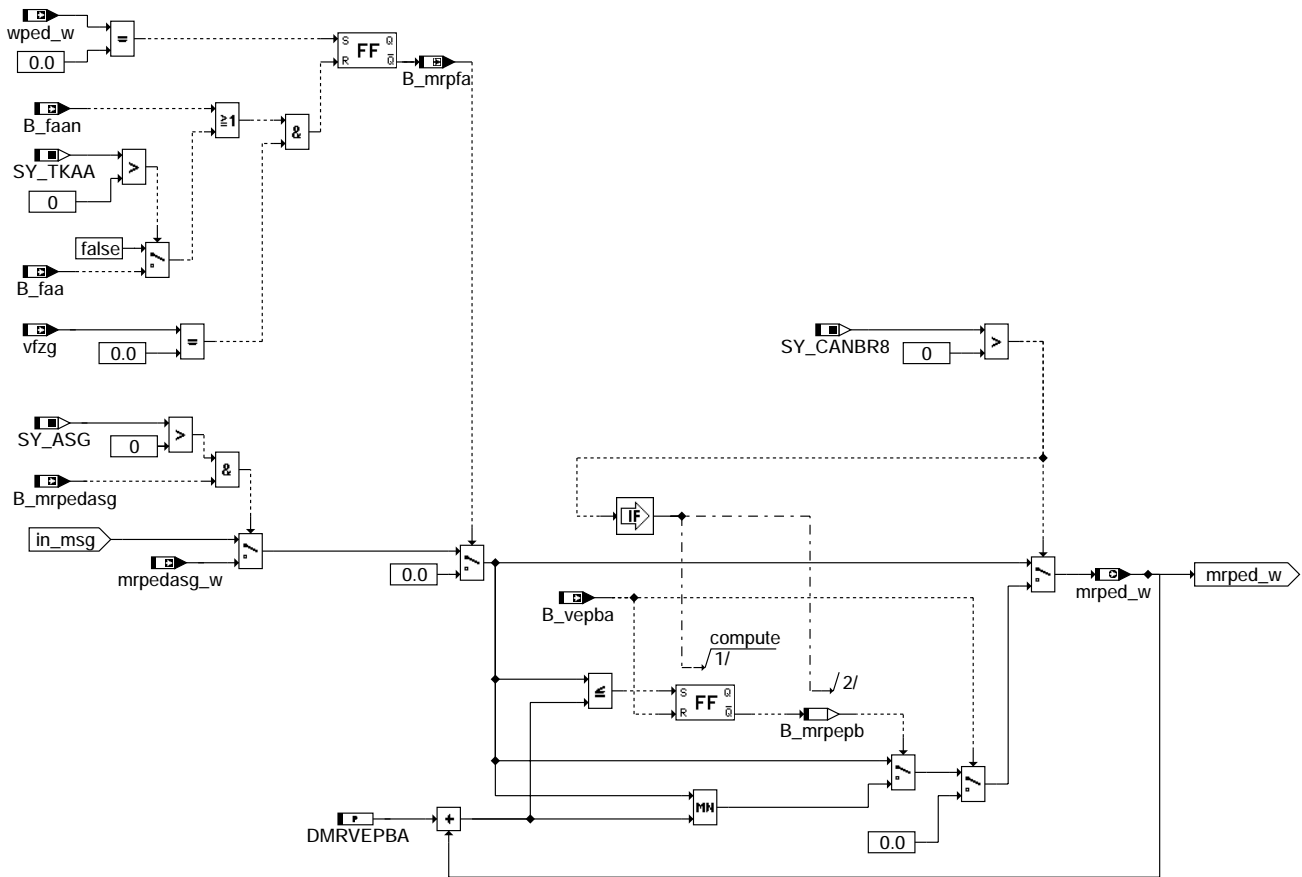 wped_w
0.0
=
S Q
FF
R Q
B_mrpfa
B_faan
≥1
&
SY_TKAA
>
0
false
B_faa
vfzg
0.0
=
SY_CANBR8
0
>
SY_ASG
0
>
&
B_mrpedasg
in_msg
mrpedasg_w
0.0
IF
mrped_w
mrped_w
B_vepba
compute
1/
/2/
≤
S Q
FF
R Q
B_mrpepb
MN
P
DMRVEPBA
+
0.0